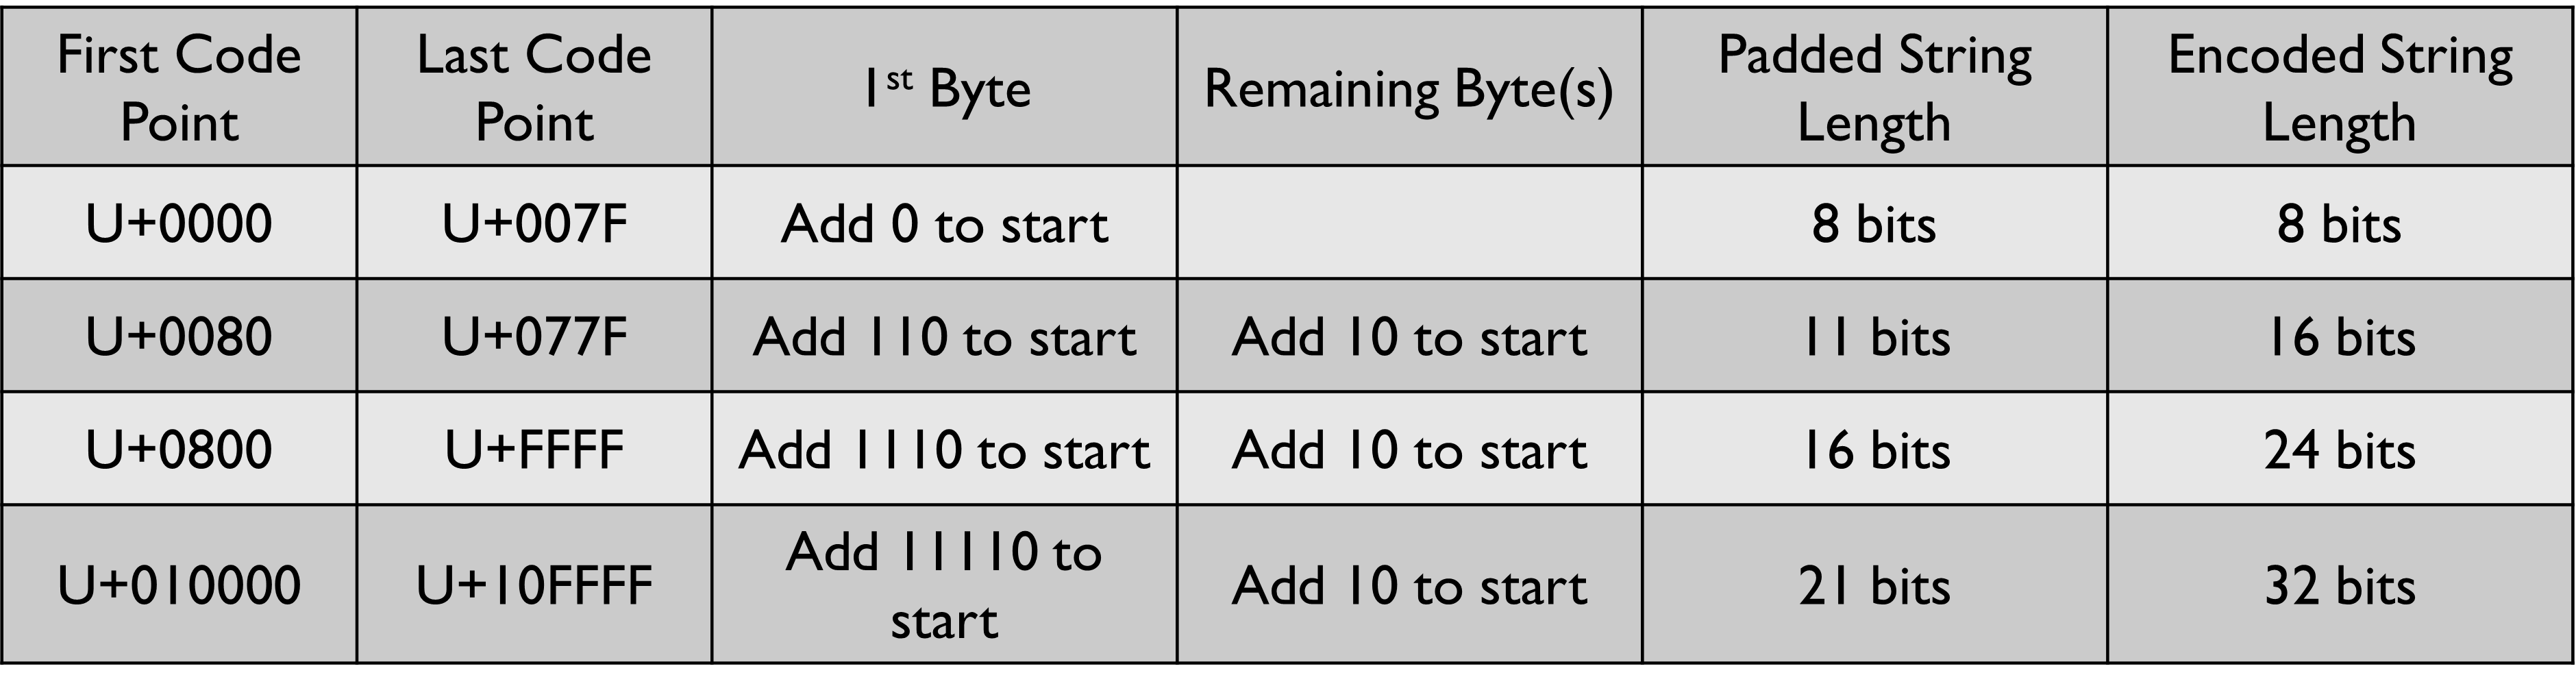 First Code Point	Last Code Point	1st Byte	Remaining Byte(s)	Padded String Length	Encoded String Length
U+0000	U+007F	Add 0 to start		8 bits	8 bits
U+0080	U+077F	Add 110 to start	Add 10 to start	11 bits	16 bits
U+0800	U+FFFF	Add 1110 to start	Add 10 to start	16 bits	24 bits
U+010000	U+10FFFF	Add 11110 to start	Add 10 to start	21 bits	32 bits